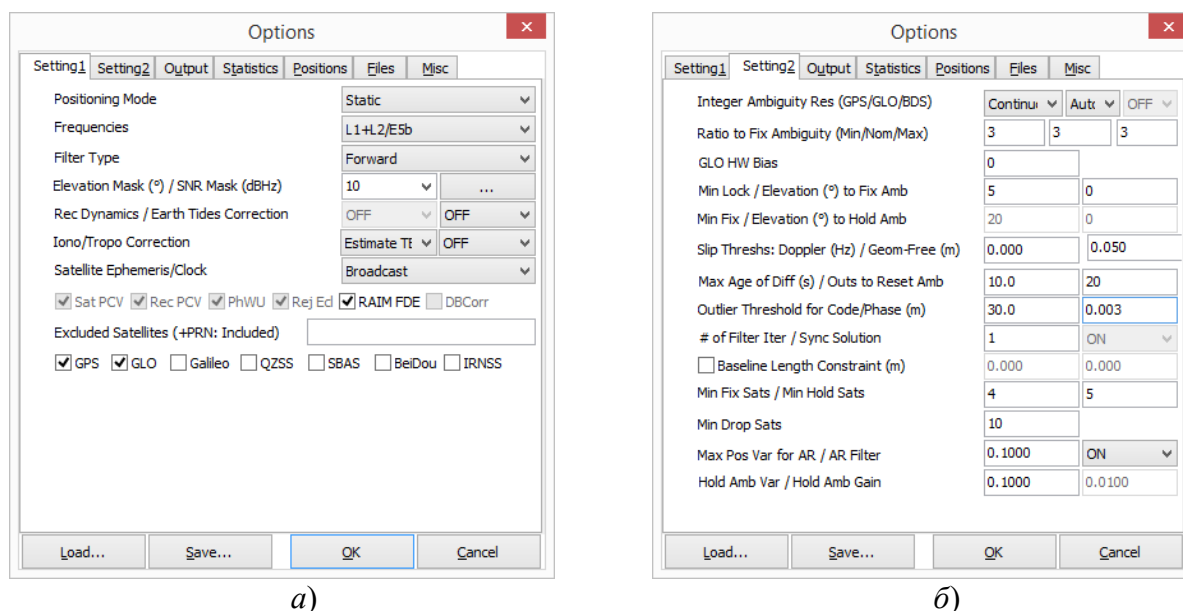 Options
Setting1 Setting2 Output Statistics Positions Files Misc
Positioning Mode Static
Frequencies L1+L2/E5b
Filter Type Forward
Elevation Mask (°) / SNR Mask (dBHz) 10 ...
Rec Dynamics / Earth Tides Correction OFF OFF
Iono/Tropo Correction Estimate TE OFF
Satellite Ephemeris/Clock Broadcast
Sat PCV Rec PCV PhWU Rej Ecl RAIM FDE DBCorr
Excluded Satellites (+PRN: Included)
GPS GLO Galileo QZSS SBAS BeiDou IRNSS
Load... Save... OK Cancel
а)
Options
Setting1 Setting2 Output Statistics Positions Files Misc
Integer Ambiguity Res (GPS/GLO/BDS) Continu Auto OFF
Ratio to Fix Ambiguity (Min/Nom/Max) 3 3 3
GLO HW Bias 0
Min Lock / Elevation (°) to Fix Amb 5 0
Min Fix / Elevation (°) to Hold Amb 20 0
Slip Threshs: Doppler (Hz) / Geom-Free (m) 0.000 0.050
Max Age of Diff (s) / Outs to Reset Amb 10.0 20
Outlier Threshold for Code/Phase (m) 30.0 0.003
# of Filter Iter / Sync Solution 1 ON
Baseline Length Constraint (m) 0.000 0.000
Min Fix Sats / Min Hold Sats 4 5
Min Drop Sats 10
Max Pos Var for AR / AR Filter 0.1000 ON
Hold Amb Var / Hold Amb Gain 0.1000 0.0100
Load... Save... OK Cancel
б)